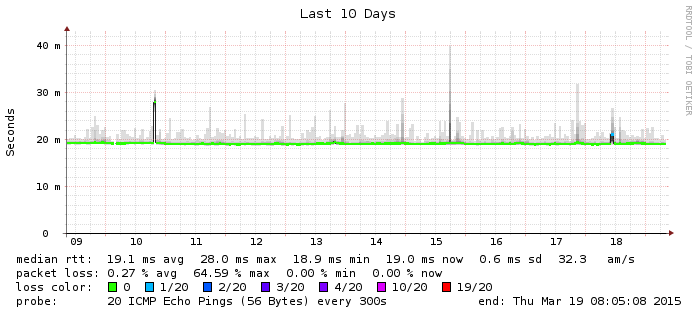 Last 10 Days
RRDTOOL / TOBI OETIKER
Seconds
40 m
30 m
20 m
10 m
0
09 10 11 12 13 14 15 16 17 18
median rtt: 19.1 ms avg 28.0 ms max 18.9 ms min 19.0 ms now 0.6 ms sd 32.3 am/s
packet loss: 0.27 % avg 64.59 % max 0.00 % min 0.00 % now
loss color: 0 1/20 2/20 3/20 4/20 10/20 19/20
probe: 20 ICMP Echo Pings (56 Bytes) every 300s end: Thu Mar 19 08:05:08 2015